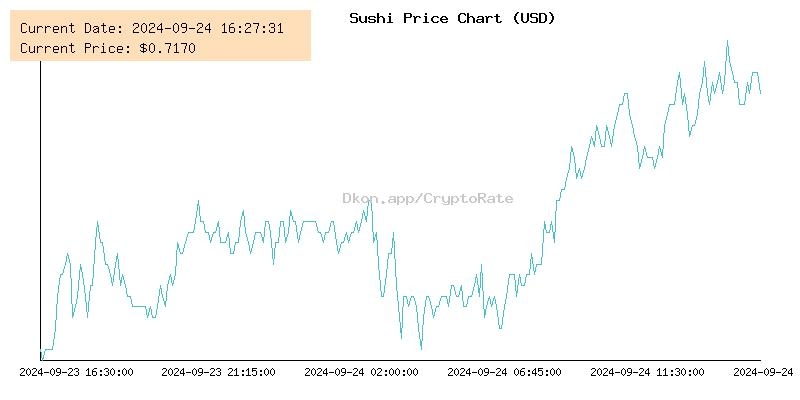 Sushi Price Chart (USD)
Current Date: 2024-09-24 16:27:31
Current Price: $0.7170
Dkon.app/CryptoRate
2024-09-23 16:30:00 2024-09-23 21:15:00 2024-09-24 02:00:00 2024-09-24 06:45:00 2024-09-24 11:30:00 2024-09-24